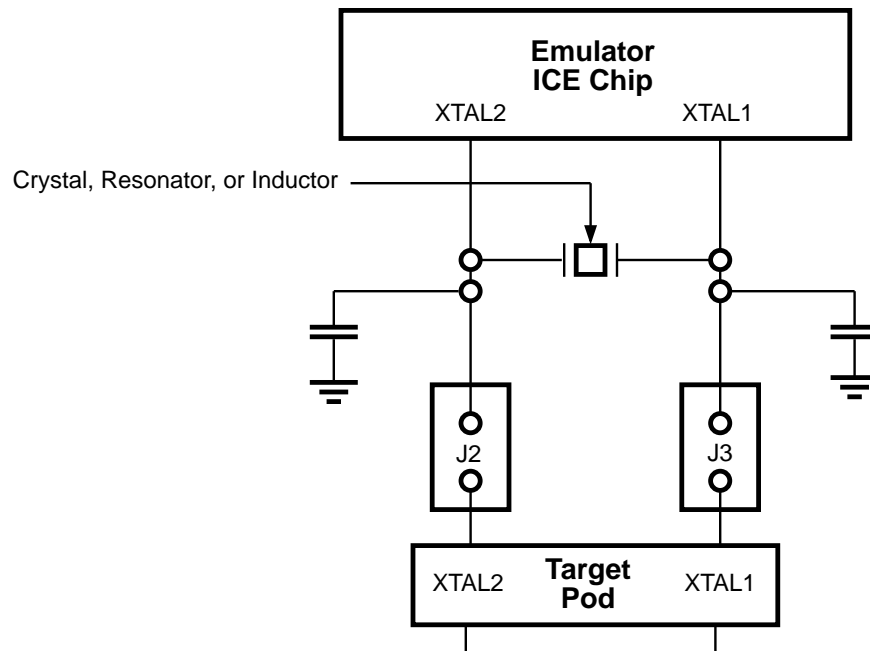 Emulator
ICE Chip
XTAL2 XTAL1
Crystal, Resonator, or Inductor
J2 J3
XTAL2 Target XTAL1
Pod